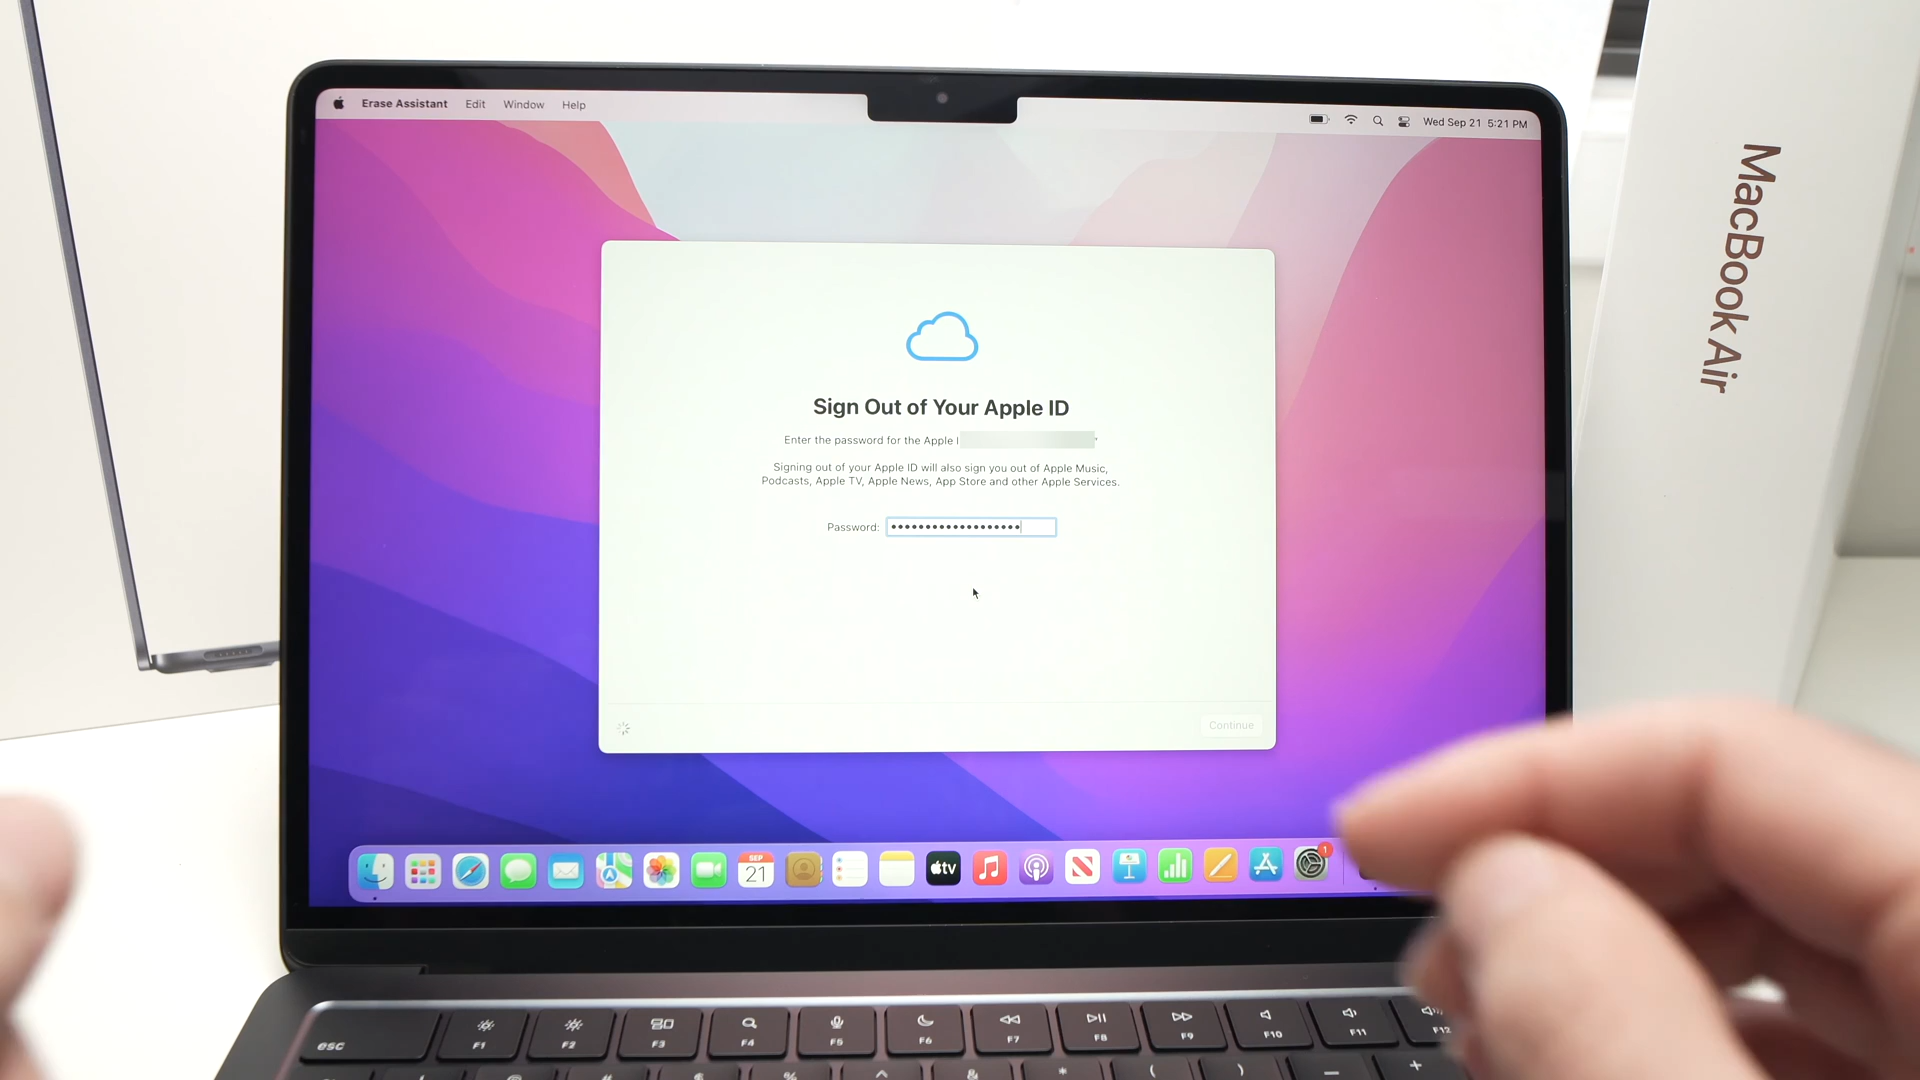 Erase Assistant Edit Window Help
Wed Sep 21 5:21 PM
MacBook Air
Sign Out of Your Apple ID
Enter the password for the Apple I
Signing out of your Apple ID will also sign you out of Apple Music,
Podcasts, Apple TV, Apple News, App Store and other Apple Services.
Password:
Continue
SEP
21
tv
1
esc F1 F2 F3 F4 F5 F6 F7 F8 F9 F10 F11 F12
# % ^ & * ( ) — +